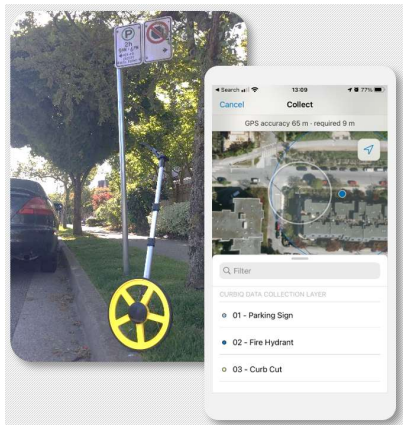 P
2h
◀ Search
13:09
77%
Cancel
Collect
GPS accuracy 65 m - required 9 m
Filter
CURBIQ DATA COLLECTION LAYER
01 - Parking Sign
02 - Fire Hydrant
03 - Curb Cut